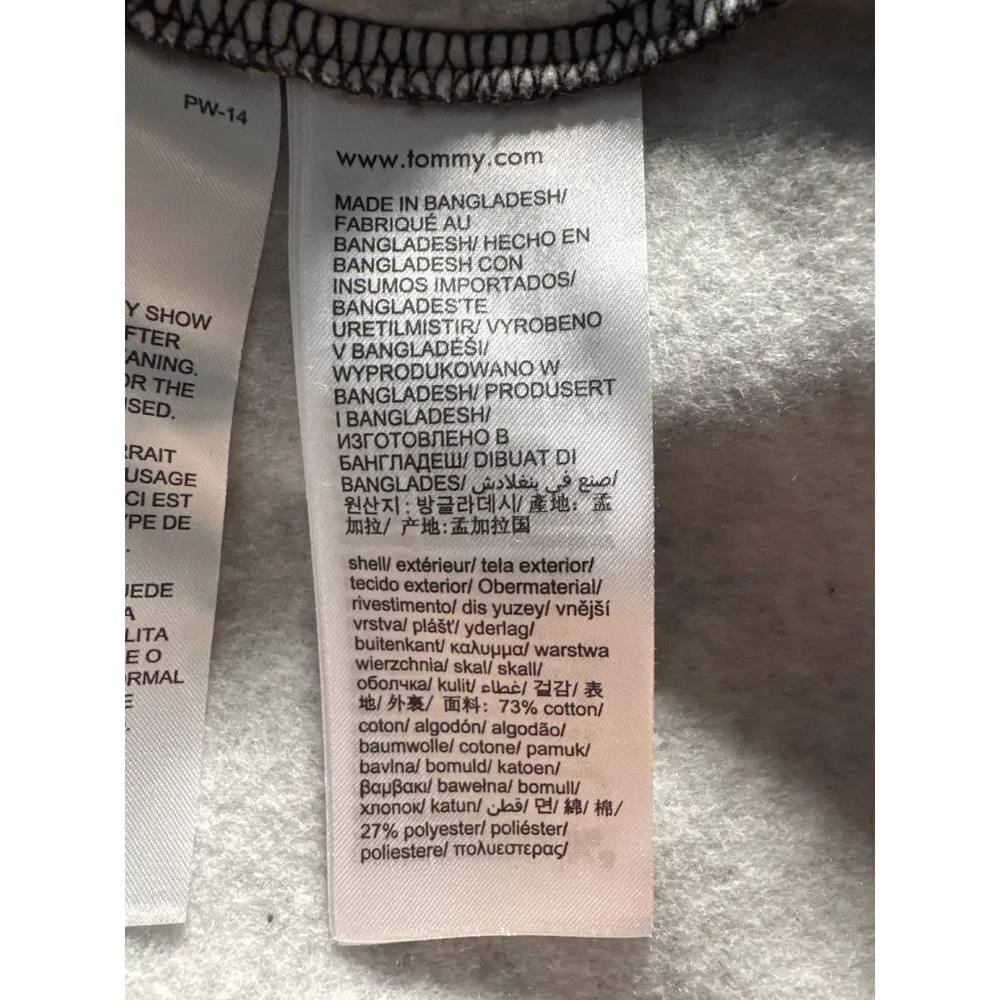 PW-14
Y SHOW
FTER
ANING.
OR THE
ISED.
RRAIT
USAGE
CI EST
YPE DE
.
UEDE
A
LITA
E O
ORMAL
E
.
www.tommy.com
MADE IN BANGLADESH/
FABRIQUÉ AU
BANGLADESH/ HECHO EN
BANGLADESH CON
INSUMOS IMPORTADOS/
BANGLADES'TE
URETILMISTIR/ VYROBENO
V BANGLADÉŠI/
WYPRODUKOWANO W
BANGLADESH/ PRODUSERT
I BANGLADESH/
ИЗГОТОВЛЕНО В
БАНГЛАДЕШ/ DIBUAT DI
BANGLADES/ صنع في بنغلادش/
원산지 : 방글라데시/ 產地: 孟
加拉/ 产地:孟加拉国
shell/ extérieur/ tela exterior/
tecido exterior/ Obermaterial/
rivestimento/ dis yuzey/ vnější
vrstva/ plášť/ yderlag/
buitenkant/ καλυμμα/ warstwa
wierzchnia/ skal/ skall/
оболчка/ kulit/ غطاء/ 겉감/ 表
地/ 外裏/ 面料: 73% cotton/
coton/ algodón/ algodão/
baumwolle/ cotone/ pamuk/
bavlna/ bomuld/ katoen/
βαμβακι/ bawełna/ bomull/
хлопок/ katun/ قطن/ 면/ 綿/ 棉/
27% polyester/ poliéster/
poliestere/ πολυεστερας/